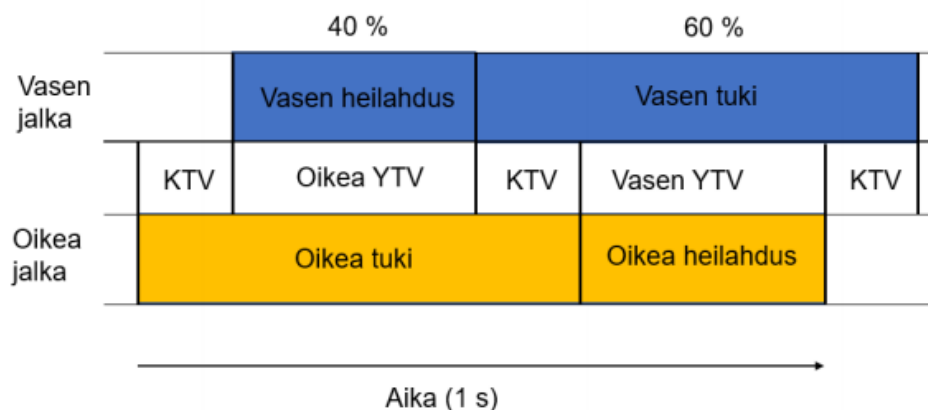 40 %
60 %
Vasen
jalka
Vasen heilahdus
Vasen tuki
KTV
Oikea YTV
KTV
Vasen YTV
KTV
Oikea
jalka
Oikea tuki
Oikea heilahdus
Aika (1 s)